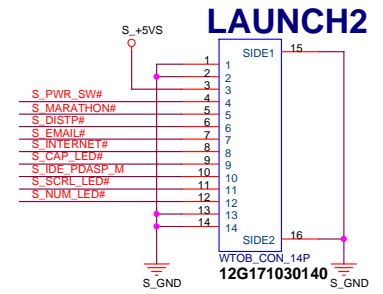 LAUNCH2
S_+5VS
SIDE1 15
1 1
2 2
3 3
S_PWR_SW# 4 4
S_MARATHON# 5 5
S_DISTP# 6 6
S_EMAIL# 7 7
S_INTERNET# 8 8
S_CAP_LED# 9 9
S_IDE_PDASP_M 10 10
S_SCRL_LED# 11 11
S_NUM_LED# 12 12
13 13
14 14
SIDE2 16
WTOB_CON_14P
12G171030140
S_GND S_GND